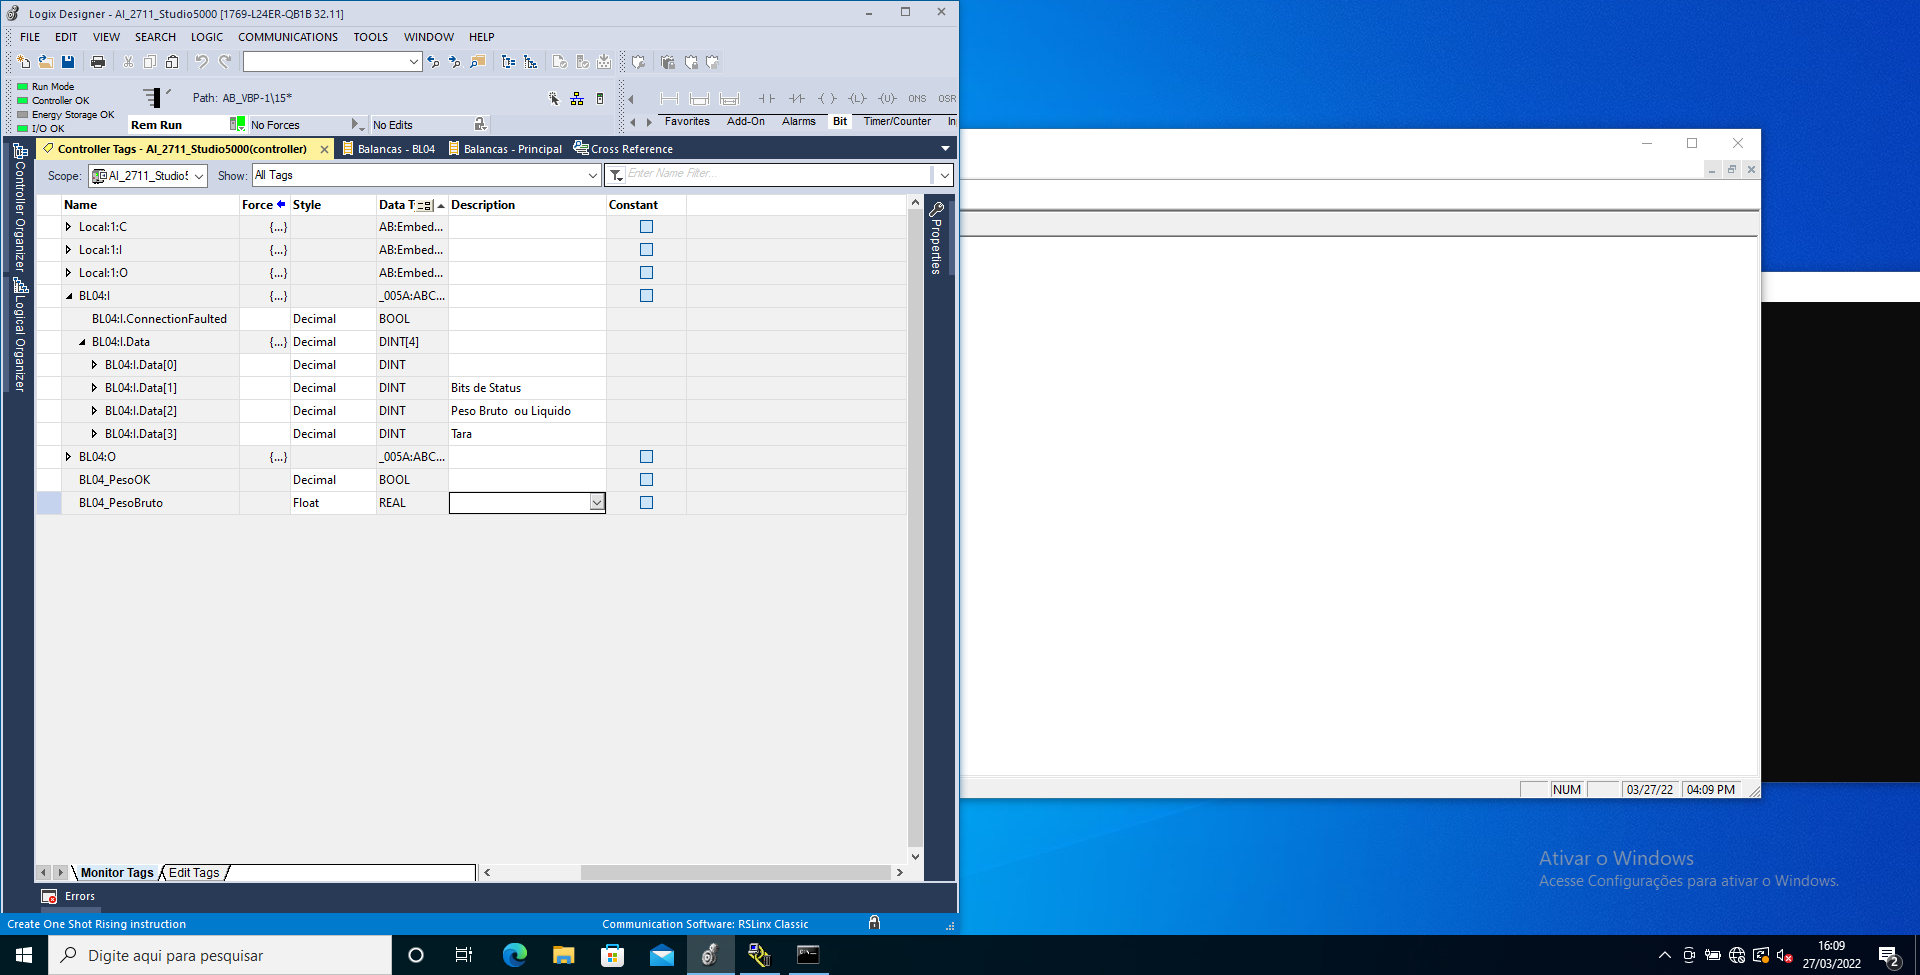 Logix Designer - AI_2711_Studio5000 [1769-L24ER-QB1B 32.11]
FILE EDIT VIEW SEARCH LOGIC COMMUNICATIONS TOOLS WINDOW HELP
Run Mode
Controller OK
Energy Storage OK
I/O OK
Path: AB_VBP-1\15*
Rem Run
No Forces
No Edits
ONS OSR
Favorites Add-On Alarms Bit Timer/Counter In
Controller Organizer
Logical Organizer
Controller Tags - AI_2711_Studio5000(controller)
Balancas - BL04
Balancas - Principal
Cross Reference
Scope: AI_2711_Studio5 Show: All Tags Enter Name Filter...
Name Force Style Data T Description Constant
Local:1:C {...} AB:Embed...
Local:1:I {...} AB:Embed...
Local:1:O {...} AB:Embed...
BL04:I {...} _005A:ABC...
BL04:I.ConnectionFaulted Decimal BOOL
BL04:I.Data {...} Decimal DINT[4]
BL04:I.Data[0] Decimal DINT
BL04:I.Data[1] Decimal DINT Bits de Status
BL04:I.Data[2] Decimal DINT Peso Bruto ou Liquido
BL04:I.Data[3] Decimal DINT Tara
BL04:O {...} _005A:ABC...
BL04_PesoOK Decimal BOOL
BL04_PesoBruto Float REAL
Properties
Monitor Tags Edit Tags
Errors
Create One Shot Rising instruction
Communication Software: RSLinx Classic
NUM 03/27/22 04:09 PM
Ativar o Windows
Acesse Configurações para ativar o Windows.
Digite aqui para pesquisar
16:09
27/03/2022
2